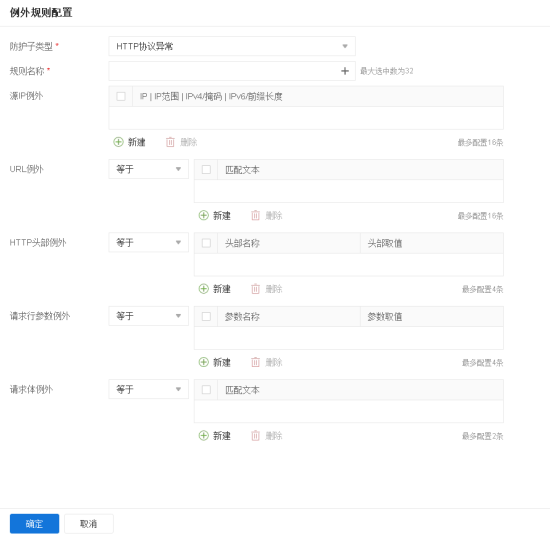 例外规则配置
防护子类型 * HTTP协议异常
规则名称 * 最大选中数为32
源IP例外 IP | IP范围 | IPv4/掩码 | IPv6/前缀长度
新建 删除 最多配置16条
URL例外 等于 匹配文本
新建 删除 最多配置16条
HTTP头部例外 等于 头部名称 头部取值
新建 删除 最多配置4条
请求行参数例外 等于 参数名称 参数取值
新建 删除 最多配置4条
请求体例外 等于 匹配文本
新建 删除 最多配置2条
确定 取消